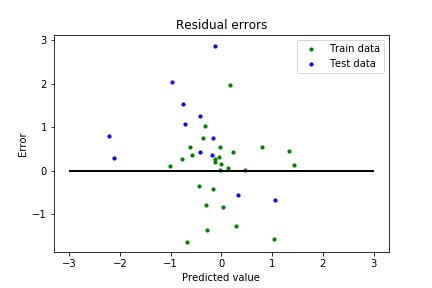 Residual errors
Train data
Test data
Error
3
2
1
0
−1
−3
−2
−1
0
1
2
3
Predicted value